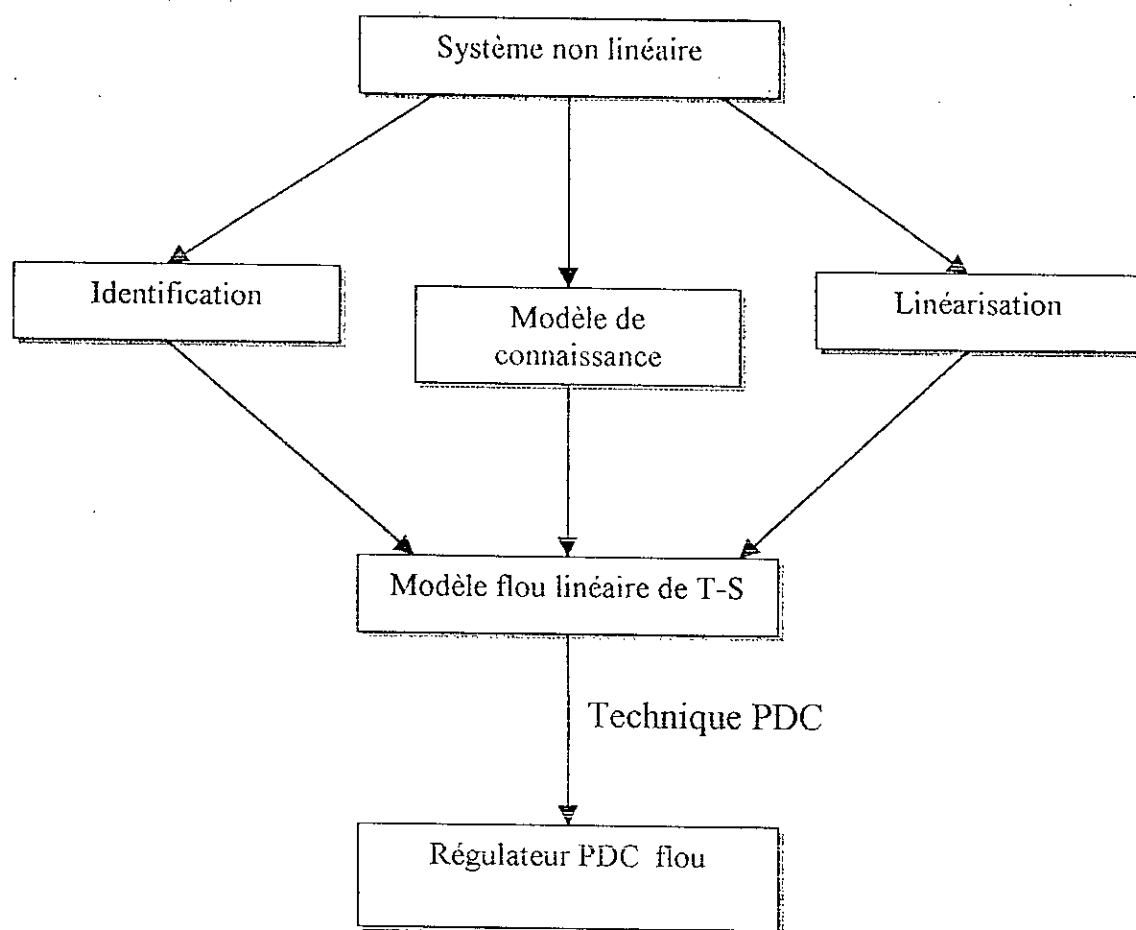 Système non linéaire
Identification
Modèle de
connaissance
Linéarisation
Modèle flou linéaire de T-S
Technique PDC
Régulateur PDC flou